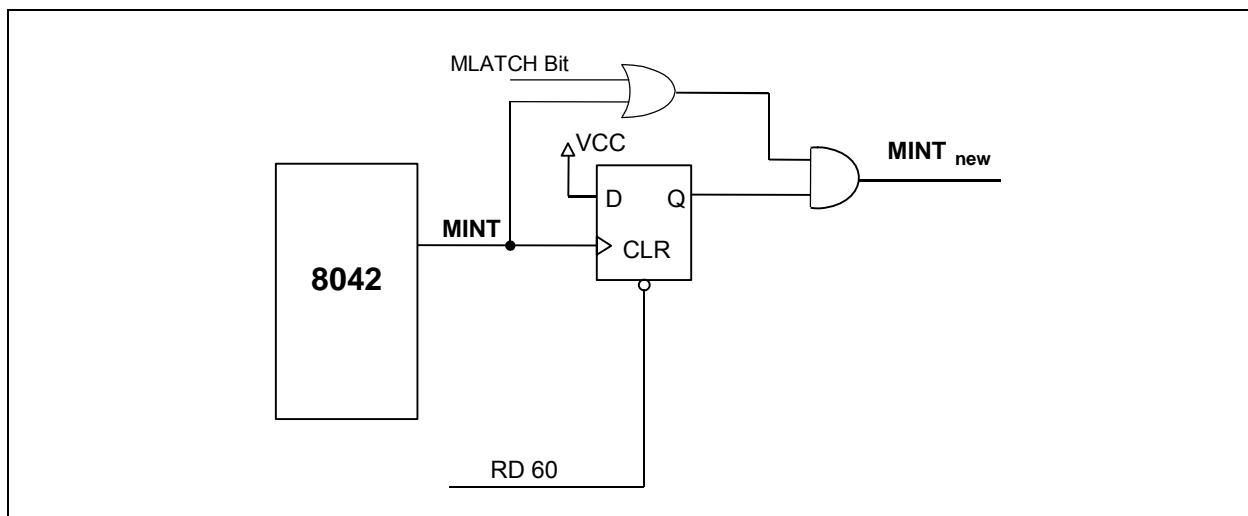 MLATCH Bit
VCC
MINT new
D Q
MINT
CLR
8042
RD 60